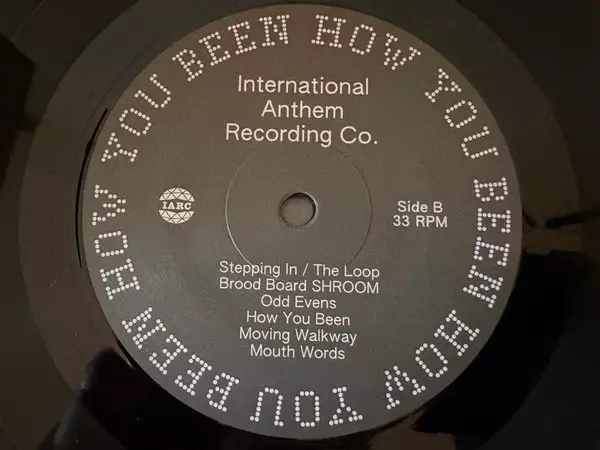 HOW YOU BEEN HOW YOU BEEN HOW YOU BEEN
International
Anthem
Recording Co.
IARC
Side B
33 RPM
Stepping In / The Loop
Brood Board SHROOM
Odd Evens
How You Been
Moving Walkway
Mouth Words